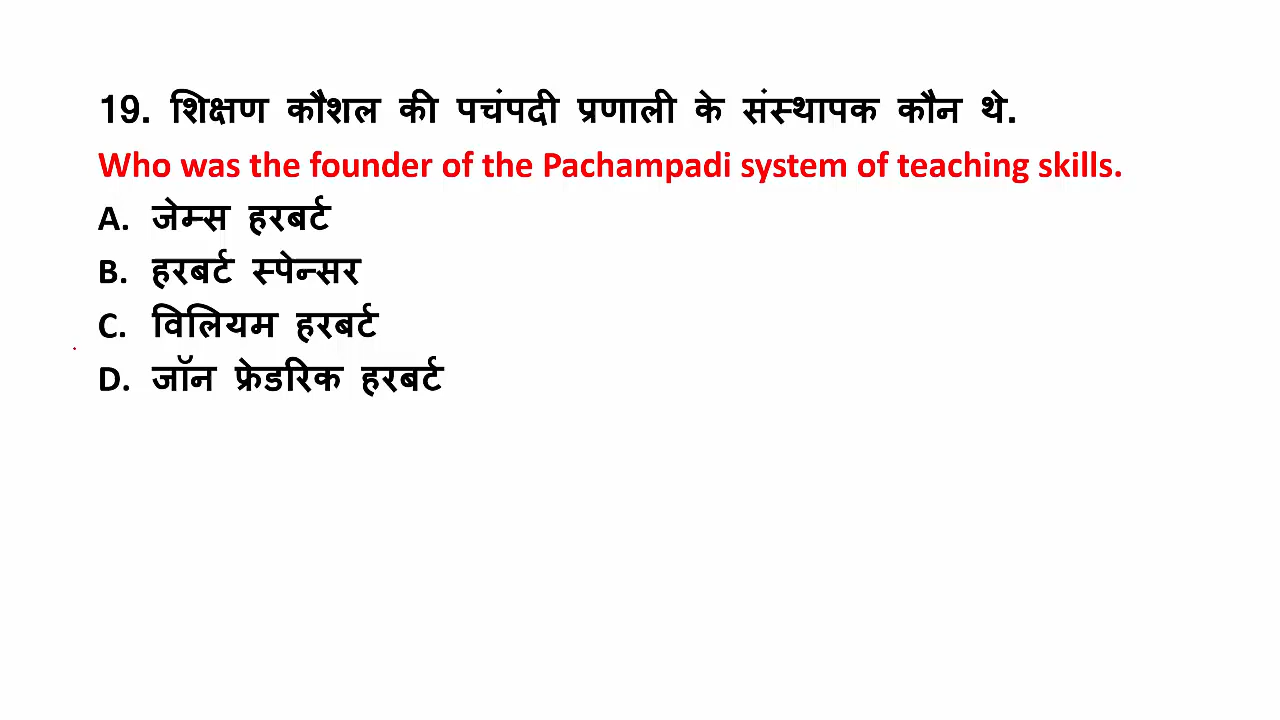 19. शिक्षण कौशल की पचंपदी प्रणाली के संस्थापक कौन थे.
Who was the founder of the Pachampadi system of teaching skills.
A. जेम्स हरबर्ट
B. हरबर्ट स्पेन्सर
C. विलियम हरबर्ट
D. जॉन फ्रेडरिक हरबर्ट